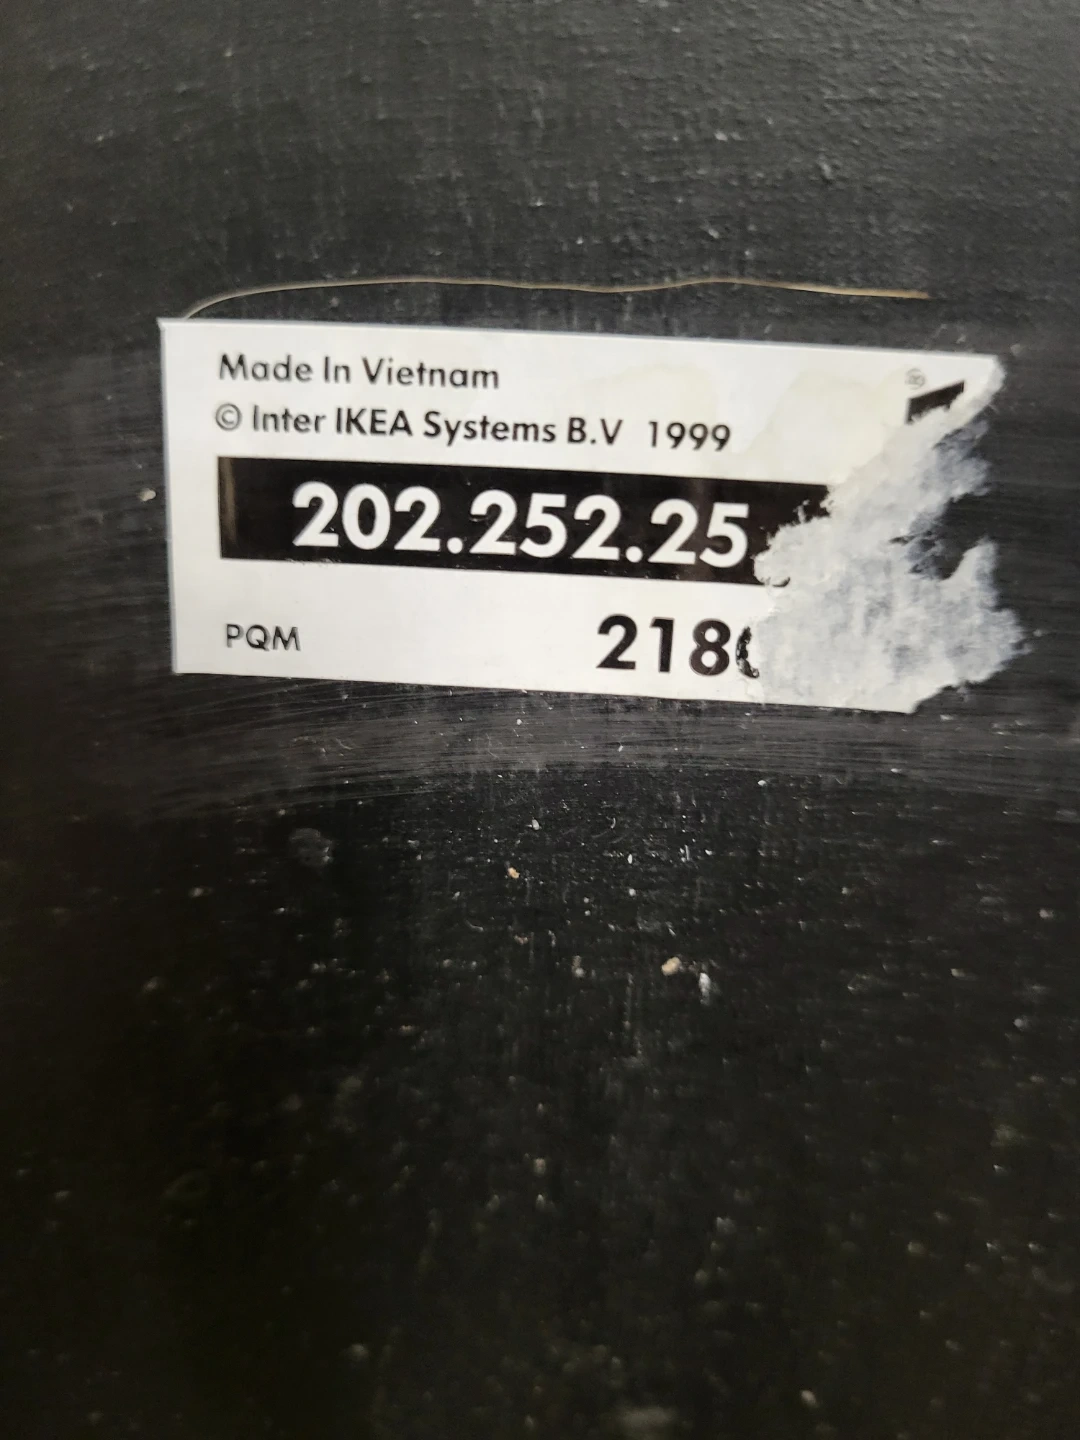 Made In Vietnam
© Inter IKEA Systems B.V 1999
202.252.25
PQM
218